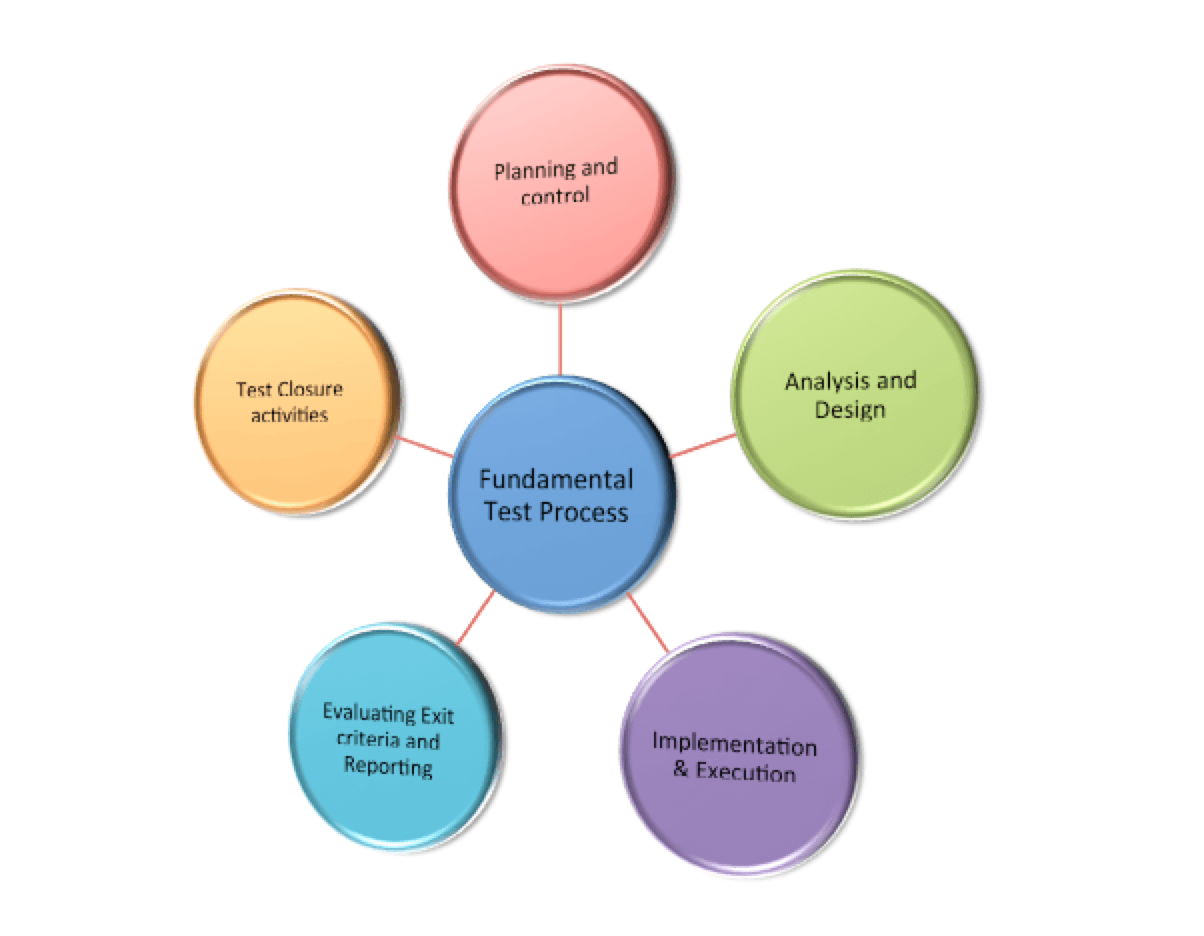 Planning and
control
Analysis and
Design
Implementation
& Execution
Evaluating Exit
criteria and
Reporting
Test Closure
activities
Fundamental
Test Process